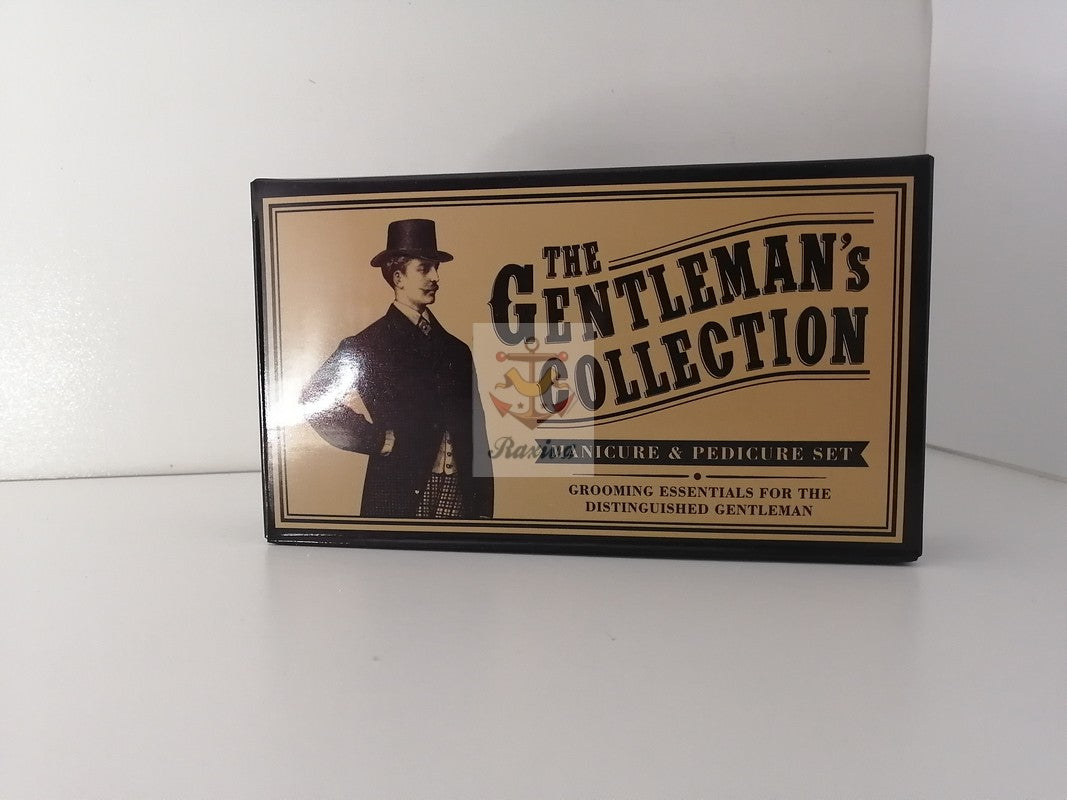 THE
GENTLEMAN'S
COLLECTION
MANICURE & PEDICURE SET
GROOMING ESSENTIALS FOR THE
DISTINGUISHED GENTLEMAN